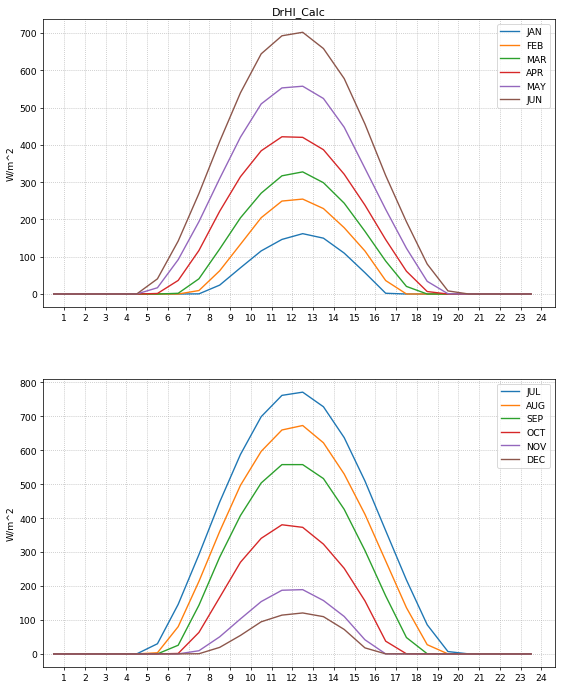 DrHI_Calc
700
600
500
400
300
200
100
0
W/m^2
JAN
FEB
MAR
APR
MAY
JUN
1 2 3 4 5 6 7 8 9 10 11 12 13 14 15 16 17 18 19 20 21 22 23 24
800
700
600
500
400
300
200
100
0
W/m^2
JUL
AUG
SEP
OCT
NOV
DEC
1 2 3 4 5 6 7 8 9 10 11 12 13 14 15 16 17 18 19 20 21 22 23 24